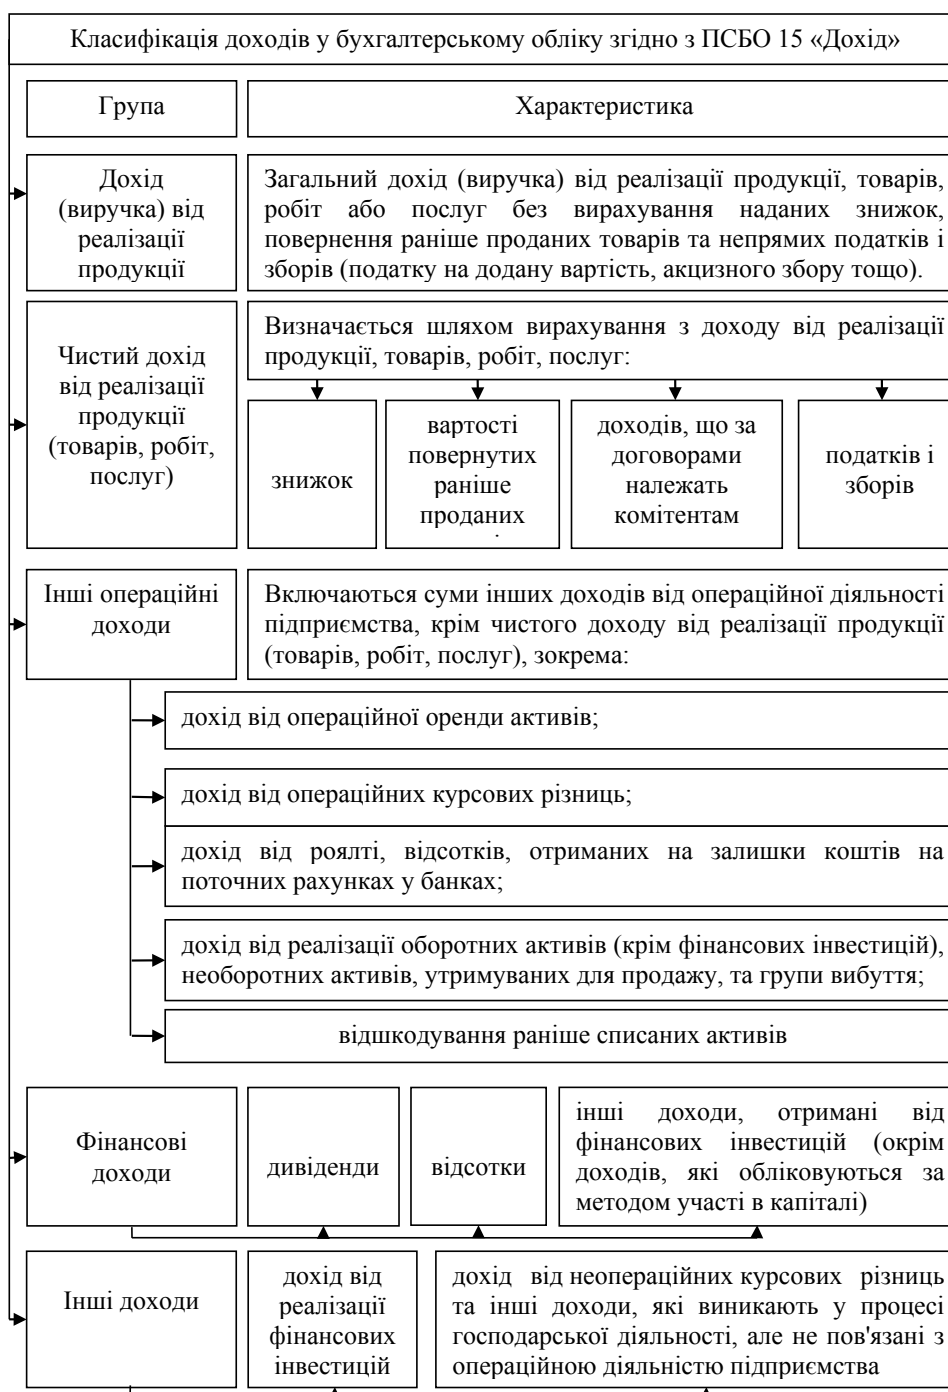 Класифікація доходів у бухгалтерському обліку згідно з ПСБО 15 «Дохід»
Група
Характеристика
Дохід
(виручка) від
реалізації
продукції
Загальний дохід (виручка) від реалізації продукції, товарів,
робіт або послуг без вирахування наданих знижок,
повернення раніше проданих товарів та непрямих податків і
зборів (податку на додану вартість, акцизного збору тощо).
Чистий дохід
від реалізації
продукції
(товарів, робіт,
послуг)
Визначається шляхом вирахування з доходу від реалізації
продукції, товарів, робіт, послуг:
знижок
вартості
повернутих
раніше
проданих
доходів, що за
договорами
належать
комітентам
податків і
зборів
Інші операційні
доходи
Включаються суми інших доходів від операційної діяльності
підприємства, крім чистого доходу від реалізації продукції
(товарів, робіт, послуг), зокрема:
дохід від операційної оренди активів;
дохід від операційних курсових різниць;
дохід від роялті, відсотків, отриманих на залишки коштів на
поточних рахунках у банках;
дохід від реалізації оборотних активів (крім фінансових інвестицій),
необоротних активів, утримуваних для продажу, та групи вибуття;
відшкодування раніше списаних активів
Фінансові
доходи
дивіденди
відсотки
інші доходи, отримані від
фінансових інвестицій (окрім
доходів, які обліковуються за
методом участі в капіталі)
Інші доходи
дохід від
реалізації
фінансових
інвестицій
дохід від неопераційних курсових різниць
та інші доходи, які виникають у процесі
господарської діяльності, але не пов'язані з
операційною діяльністю підприємства